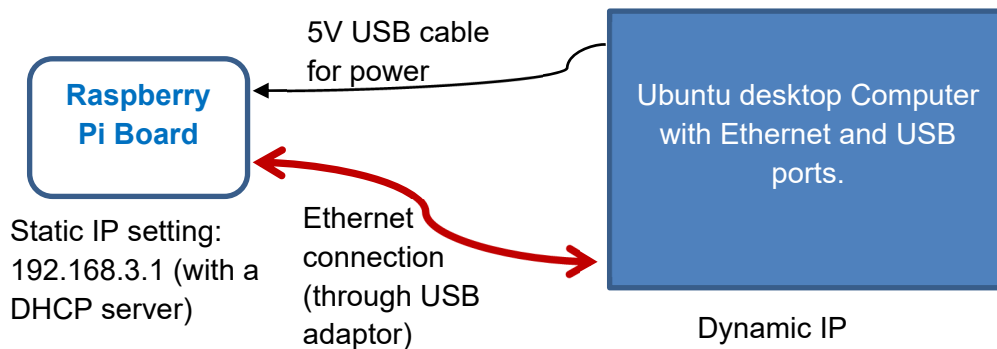 5V USB cable
for power
Raspberry
Pi Board
Ubuntu desktop Computer
with Ethernet and USB
ports.
Static IP setting:
192.168.3.1 (with a
DHCP server)
Ethernet
connection
(through USB
adaptor)
Dynamic IP